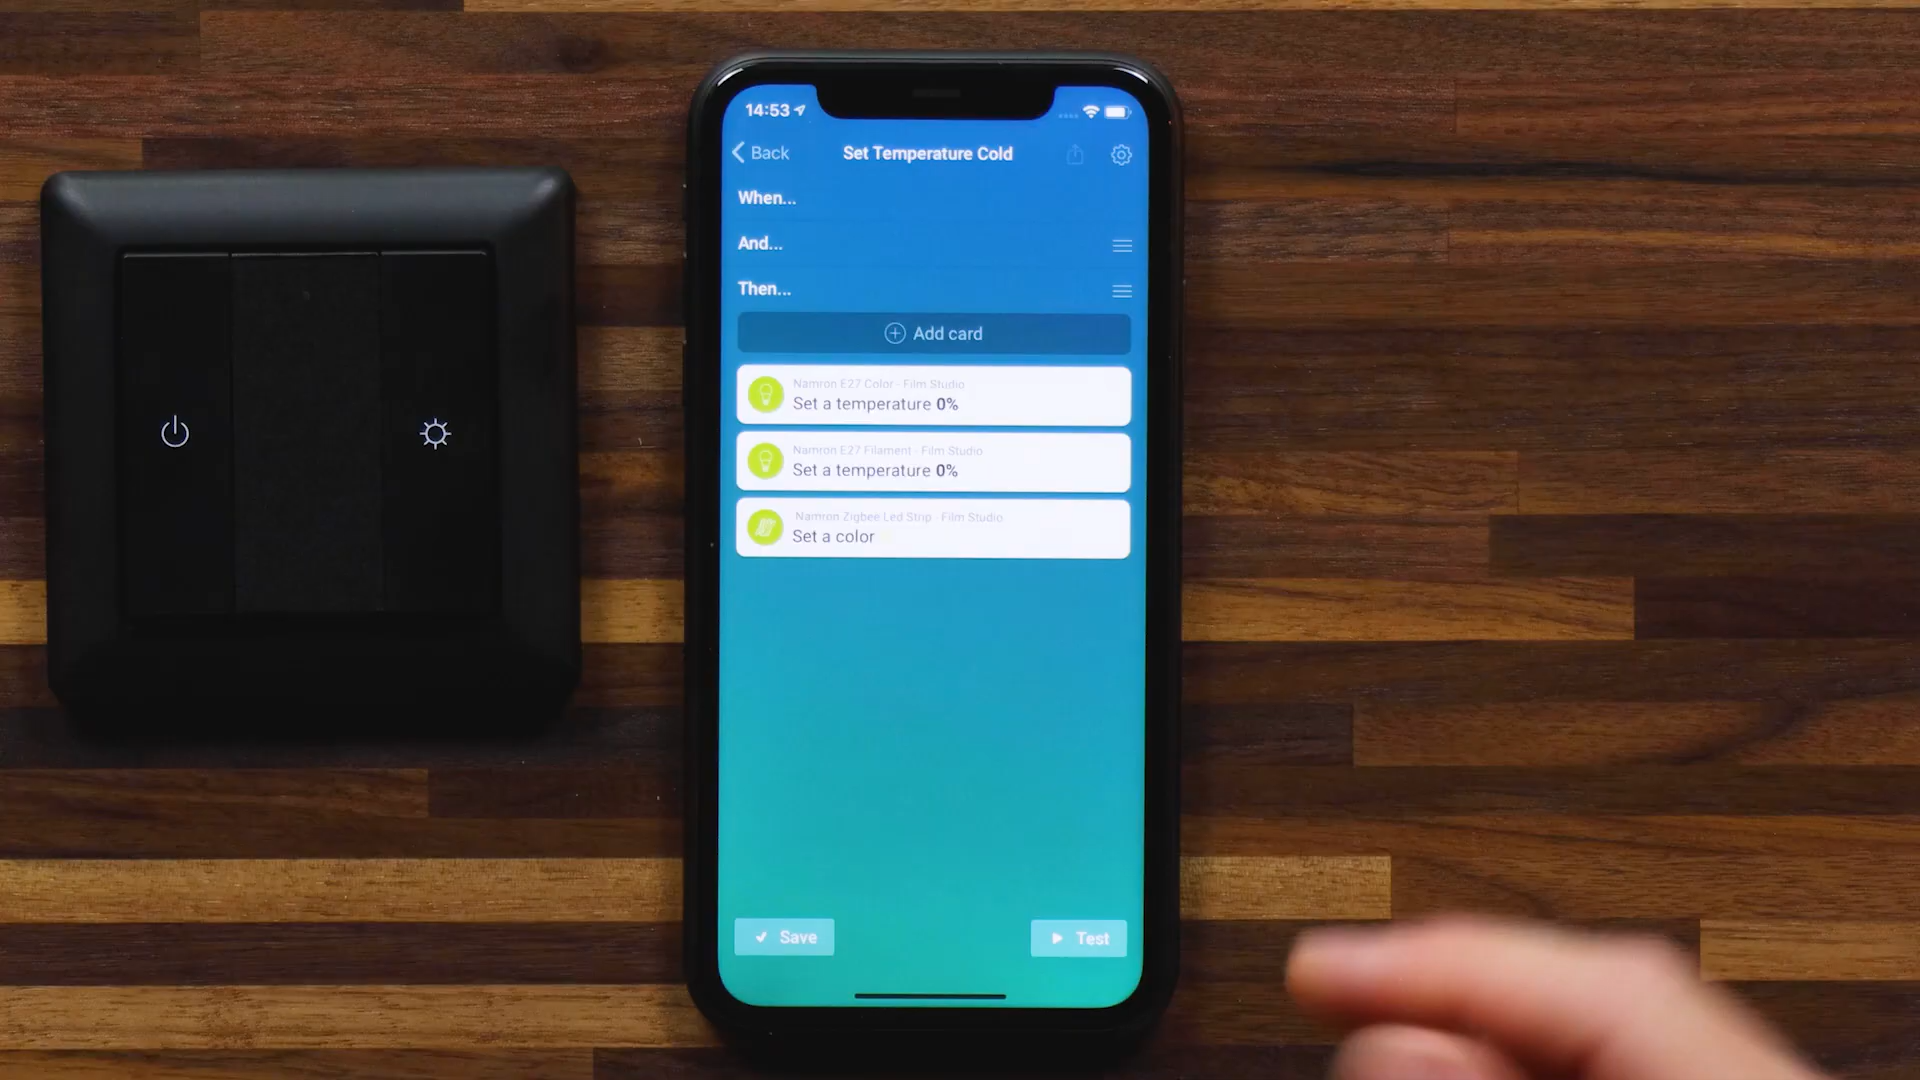 14:53
Back
Set Temperature Cold
When...
And...
Then...
Add card
Namron E27 Color - Film Studio
Set a temperature 0%
Namron E27 Filament - Film Studio
Set a temperature 0%
Namron Zigbee Led Strip - Film Studio
Set a color
Save
Test